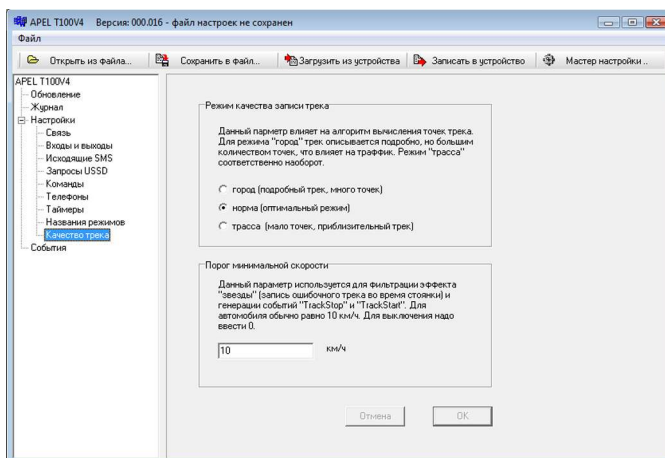 APEL T100V4 Версия: 000.016 - файл настроек не сохранен
Файл
Открыть из файла... Сохранить в файл... Загрузить из устройства Записать в устройство Мастер настройки ..
APEL T100V4
Обновление
Журнал
Настройки
Связь
Входы и выходы
Исходящие SMS
Запросы USSD
Команды
Телефоны
Таймеры
Названия режимов
Качество трека
События
Режим качества записи трека
Данный парметр влияет на алгоритм вычисления точек трека.
Для режима "город" трек описывается подробно, но большим
количеством точек, что влияет на траффик. Режим "трасса"
соответственно наоборот.
город (подробный трек, много точек)
норма (оптимальный режим)
трасса (мало точек, приблизительный трек)
Порог минимальной скорости
Данный параметр используется для фильтрации эффекта
"звезды" (запись ошибочного трека во время стоянки) и
генерации событий "TrackStop" и "TrackStart". Для
автомобиля обычно равно 10 км/ч. Для выключения надо
ввести 0.
10 км/ч
Отмена OK